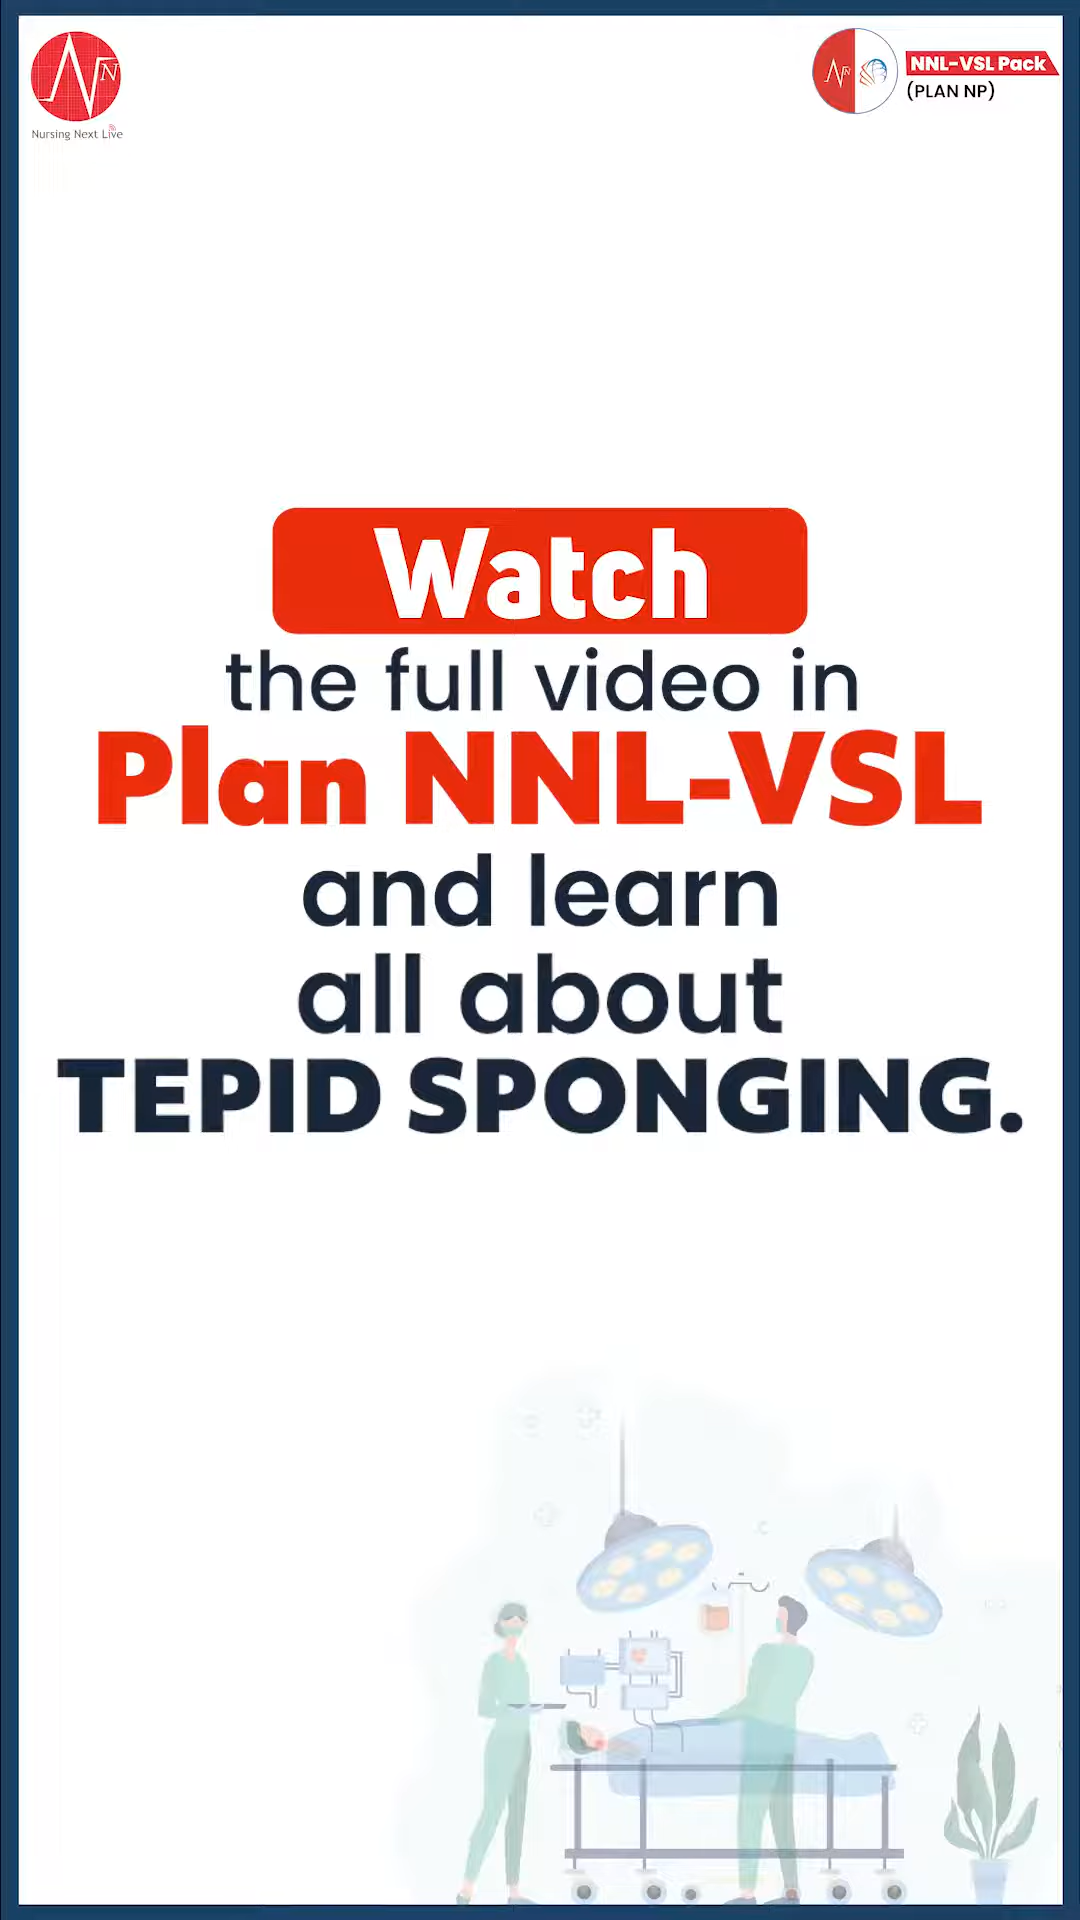 Nursing Next Live
NNL-VSL Pack
(PLAN NP)
Watch
the full video in
Plan NNL-VSL
and learn
all about
TEPID SPONGING.